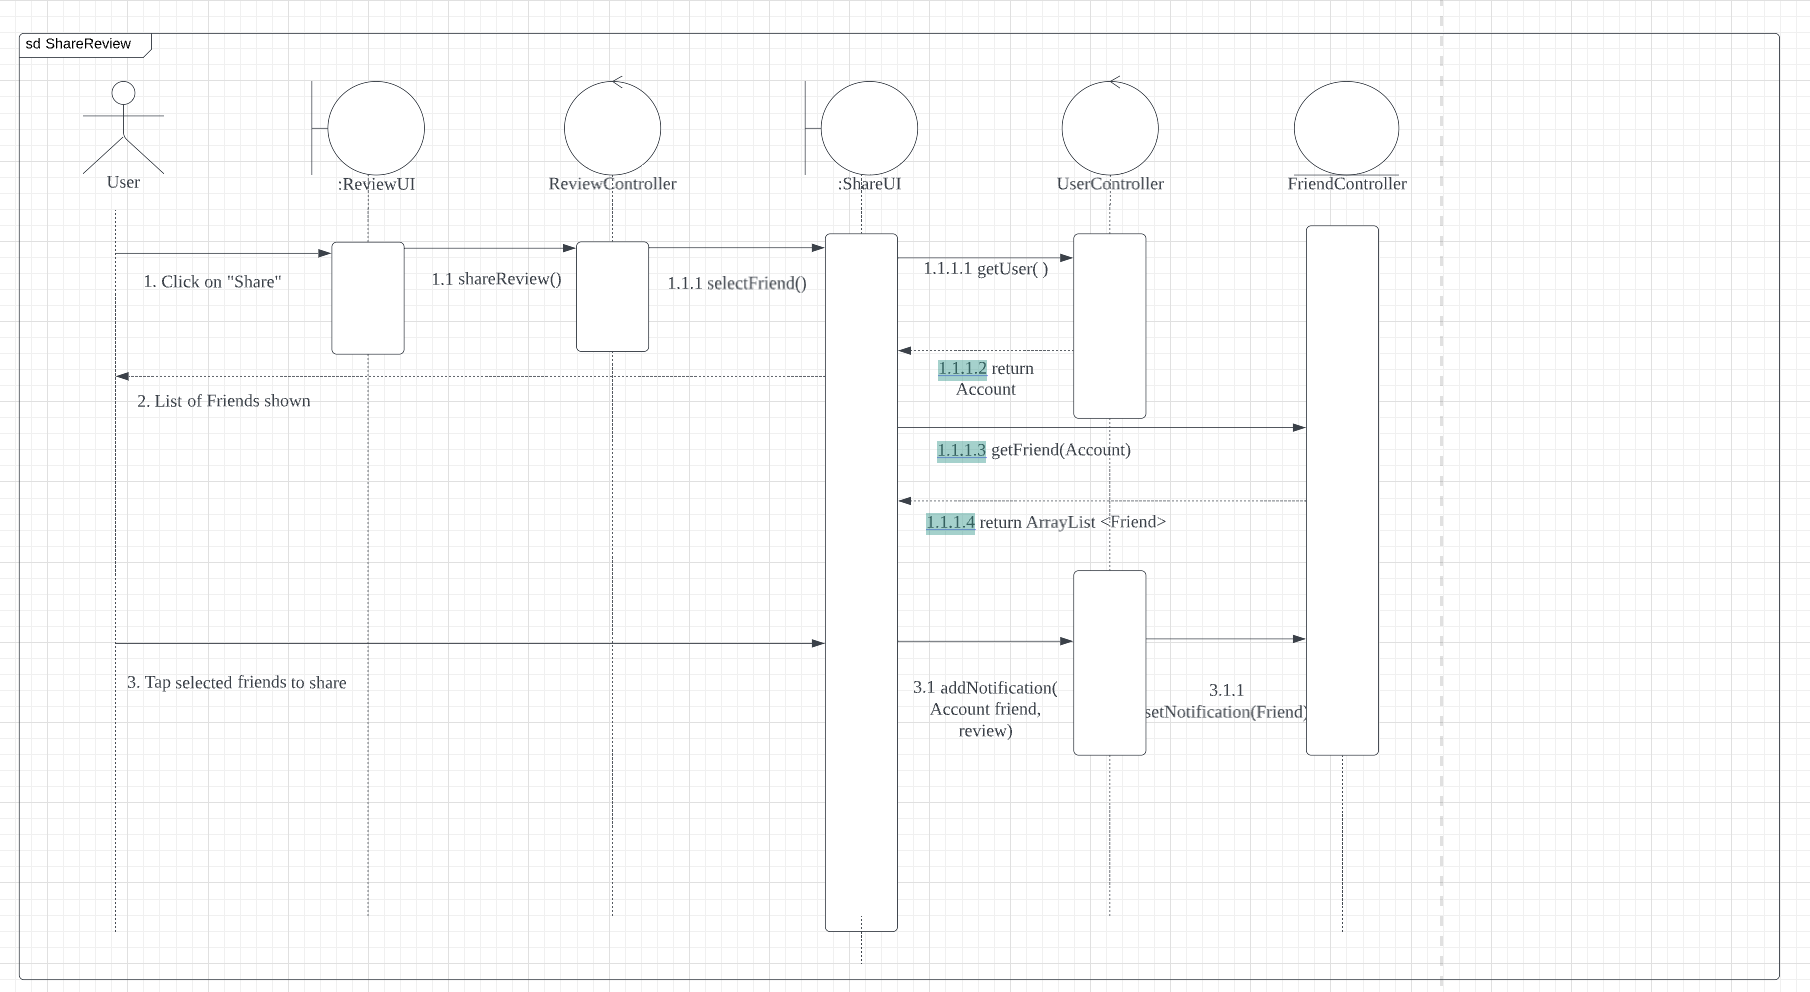 sd ShareReview
User
:ReviewUI
ReviewController
:ShareUI
UserController
FriendController
1. Click on "Share"
1.1 shareReview()
1.1.1 selectFriend()
1.1.1.1 getUser( )
1.1.1.2 return
Account
2. List of Friends shown
1.1.1.3 getFriend(Account)
1.1.1.4 return ArrayList <Friend>
3. Tap selected friends to share
3.1 addNotification(
Account friend,
review)
3.1.1
setNotification(Friend)